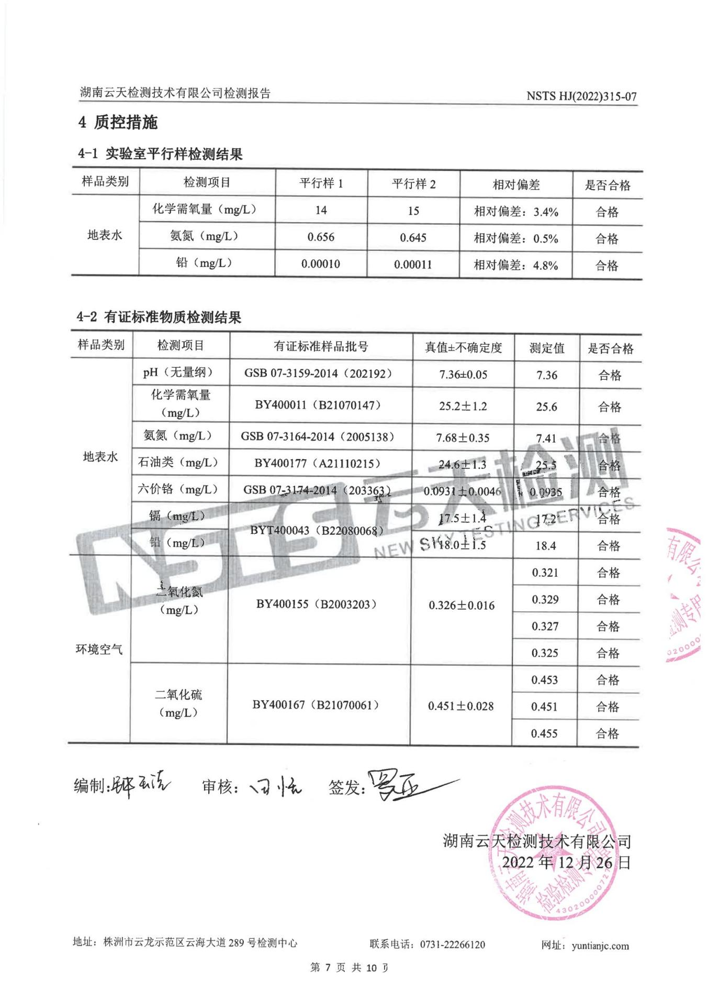 湖南云天检测技术有限公司检测报告 NSTS HJ(2022)315-07
4 质控措施
4-1 实验室平行样检测结果
样品类别 检测项目 平行样 1 平行样 2 相对偏差 是否合格
地表水 化学需氧量（mg/L） 14 15 相对偏差：3.4% 合格
氨氮（mg/L） 0.656 0.645 相对偏差：0.5% 合格
铅（mg/L） 0.00010 0.00011 相对偏差：4.8% 合格
4-2 有证标准物质检测结果
样品类别 检测项目 有证标准样品批号 真值±不确定度 测定值 是否合格
地表水 pH（无量纲） GSB 07-3159-2014（202192） 7.36±0.05 7.36 合格
化学需氧量
（mg/L） BY400011（B21070147） 25.2±1.2 25.6 合格
氨氮（mg/L） GSB 07-3164-2014（2005138） 7.68±0.35 7.41 合格
石油类（mg/L） BY400177（A21110215） 24.6±1.3 25.5 合格
六价铬（mg/L） GSB 07-3174-2014（203363） 0.0931±0.0046 0.0935 合格
镉（mg/L） BYT400043（B22080068） 17.5±1.4 17.2 合格
铅（mg/L） 18.0±1.5 18.4 合格
NSTS 云天检测
NEW SKY TESTING SERVICES
环境空气 二氧化氮
（mg/L） BY400155（B2003203） 0.326±0.016 0.321 合格
0.329 合格
0.327 合格
0.325 合格
二氧化硫
（mg/L） BY400167（B21070061） 0.451±0.028 0.453 合格
0.451 合格
0.455 合格
编制: 审核： 签发:
湖南云天检测技术有限公司
2022 年 12 月 26 日
湖南云天检测技术有限公司
检验检测专用章
有限公
检测专用
02000
地址：株洲市云龙示范区云海大道 289 号检测中心 联系电话：0731-22266120 网址：yuntianjc.com
第 7 页 共 10